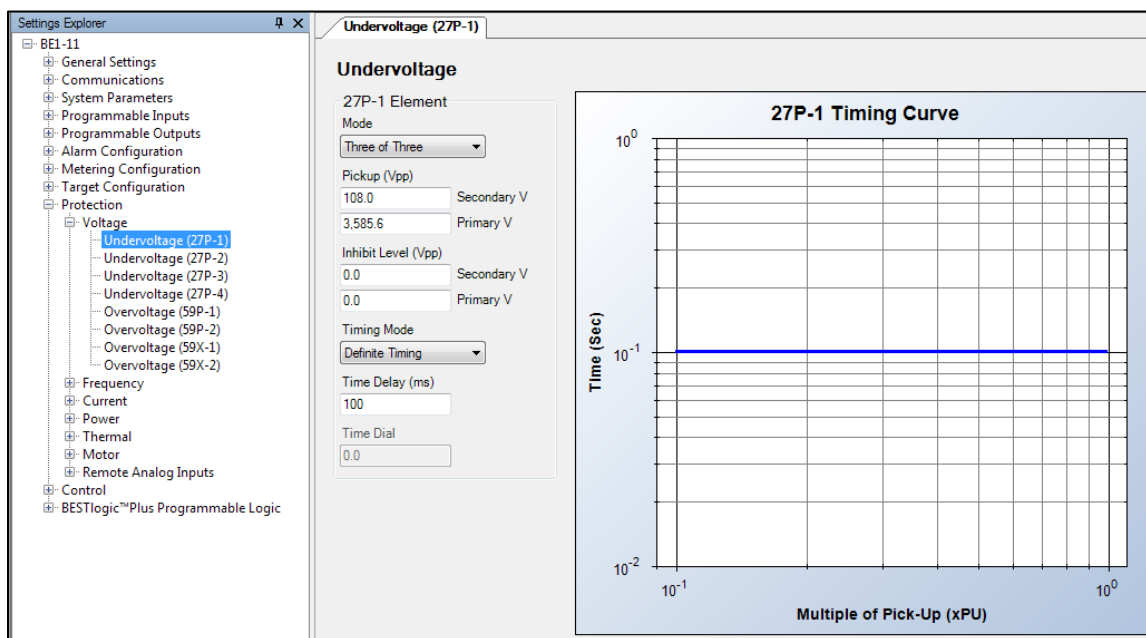 Settings Explorer
BE1-11
General Settings
Communications
System Parameters
Programmable Inputs
Programmable Outputs
Alarm Configuration
Metering Configuration
Target Configuration
Protection
Voltage
Undervoltage (27P-1)
Undervoltage (27P-2)
Undervoltage (27P-3)
Undervoltage (27P-4)
Overvoltage (59P-1)
Overvoltage (59P-2)
Overvoltage (59X-1)
Overvoltage (59X-2)
Frequency
Current
Power
Thermal
Motor
Remote Analog Inputs
Control
BESTlogic™Plus Programmable Logic
Undervoltage (27P-1)
Undervoltage
27P-1 Element
Mode
Three of Three
Pickup (Vpp)
108.0 Secondary V
3,585.6 Primary V
Inhibit Level (Vpp)
0.0 Secondary V
0.0 Primary V
Timing Mode
Definite Timing
Time Delay (ms)
100
Time Dial
0.0
27P-1 Timing Curve
Time (Sec)
10⁰
10⁻¹
10⁻²
10⁻¹ 10⁰
Multiple of Pick-Up (xPU)